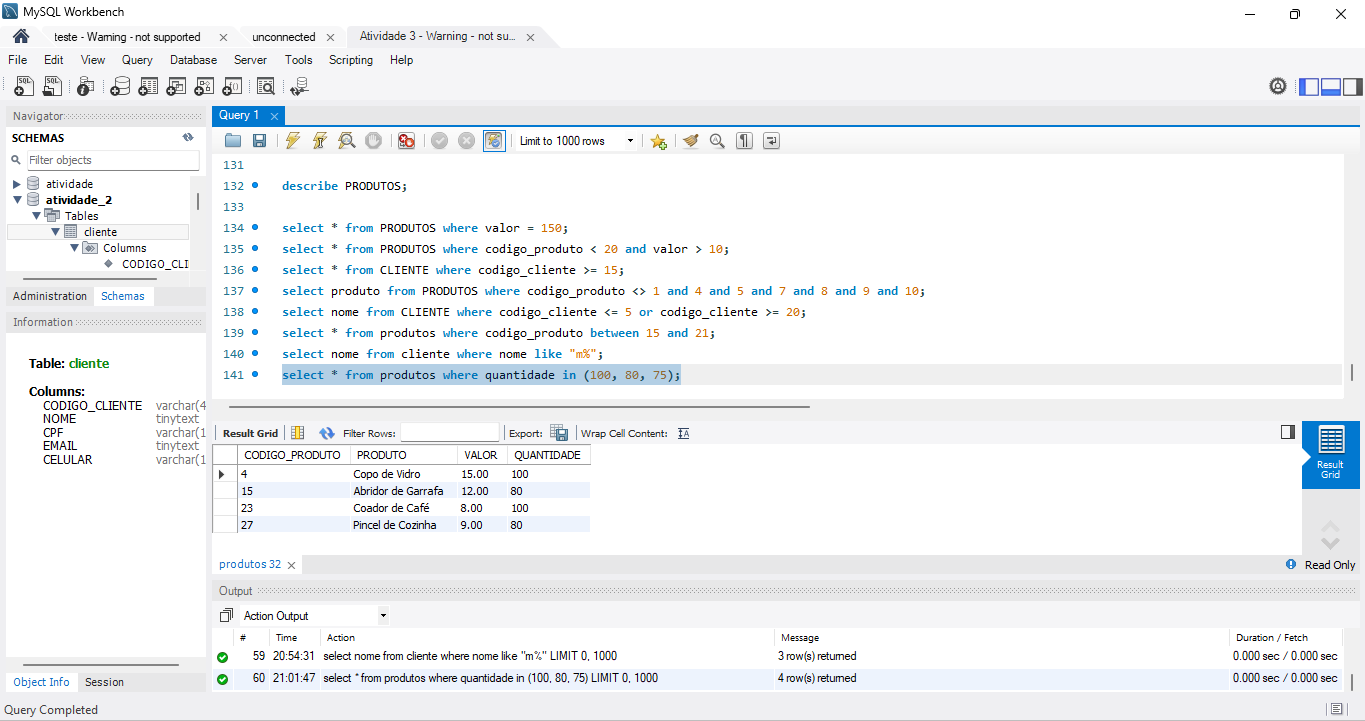 MySQL Workbench
teste - Warning - not supported
unconnected
Atividade 3 - Warning - not su...
File Edit View Query Database Server Tools Scripting Help
Navigator
SCHEMAS
Filter objects
atividade
atividade_2
Tables
cliente
Columns
CODIGO_CLI
Administration Schemas
Information
Table: cliente
Columns:
CODIGO_CLIENTE varchar(4
NOME tinytext
CPF varchar(1
EMAIL tinytext
CELULAR varchar(1
Object Info Session
Query 1
Limit to 1000 rows
131
132 describe PRODUTOS;
133
134 select * from PRODUTOS where valor = 150;
135 select * from PRODUTOS where codigo_produto < 20 and valor > 10;
136 select * from CLIENTE where codigo_cliente >= 15;
137 select produto from PRODUTOS where codigo_produto <> 1 and 4 and 5 and 7 and 8 and 9 and 10;
138 select nome from CLIENTE where codigo_cliente <= 5 or codigo_cliente >= 20;
139 select * from produtos where codigo_produto between 15 and 21;
140 select nome from cliente where nome like "m%";
141 select * from produtos where quantidade in (100, 80, 75);
Result Grid Filter Rows: Export: Wrap Cell Content:
CODIGO_PRODUTO PRODUTO VALOR QUANTIDADE
4 Copo de Vidro 15.00 100
15 Abridor de Garrafa 12.00 80
23 Coador de Café 8.00 100
27 Pincel de Cozinha 9.00 80
Result
Grid
produtos 32
Read Only
Output
Action Output
# Time Action Message Duration / Fetch
59 20:54:31 select nome from cliente where nome like "m%" LIMIT 0, 1000 3 row(s) returned 0.000 sec / 0.000 sec
60 21:01:47 select * from produtos where quantidade in (100, 80, 75) LIMIT 0, 1000 4 row(s) returned 0.000 sec / 0.000 sec
Query Completed